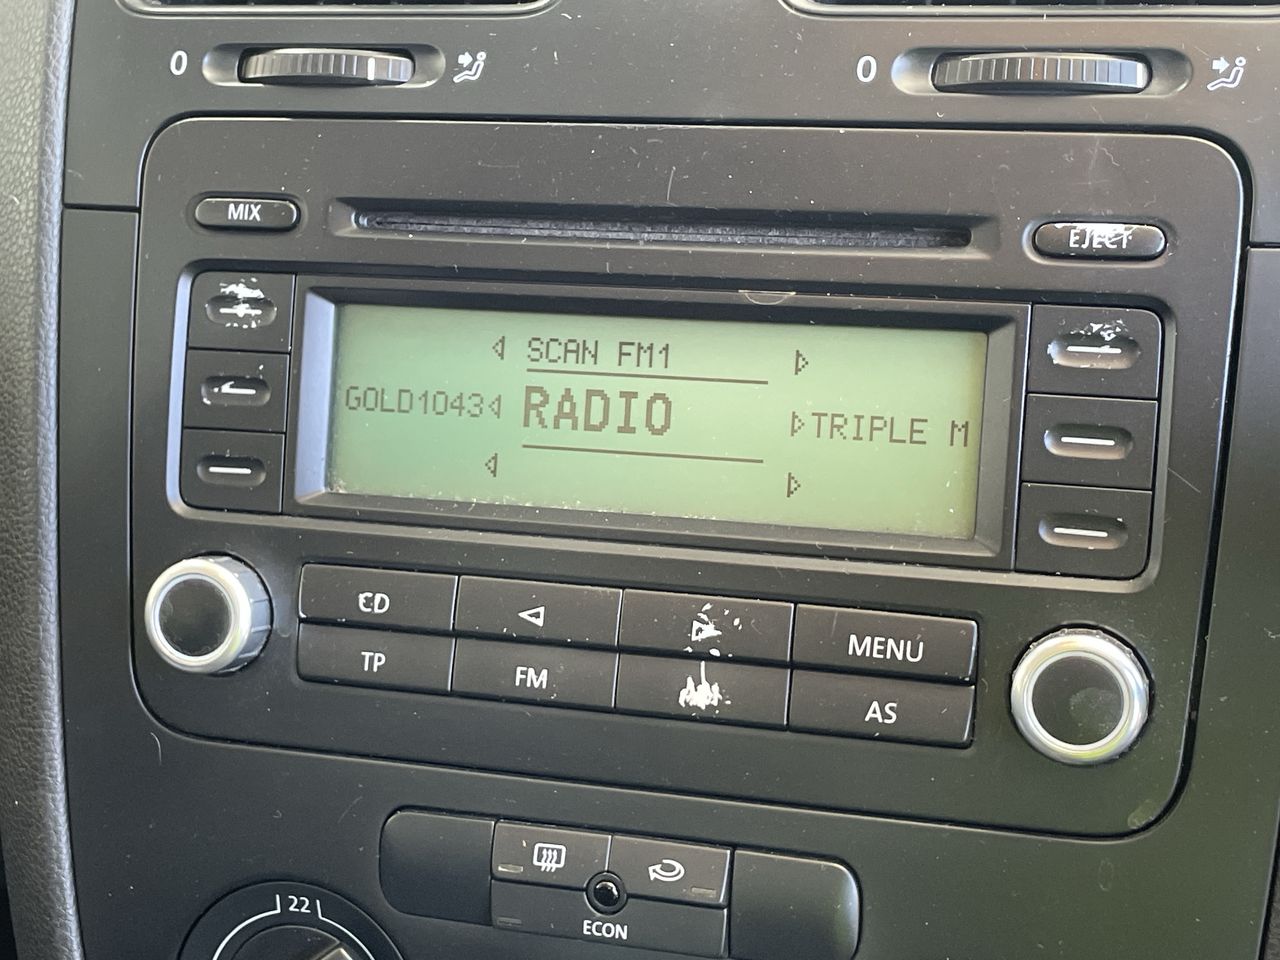 0
0
MIX
EJECT
SCAN FM1
GOLD1043
RADIO
TRIPLE M
CD
MENU
TP
FM
AS
22
ECON